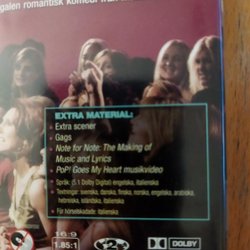 galen romantisk komedi från
EXTRA MATERIAL:
• Extra scener
• Gags
• Note for Note: The Making of
Music and Lyrics
• PoP! Goes My Heart musikvideo
• Språk: (5.1 Dolby Digital) engelska, italienska
• Textningar: svenska, danska, finska, norska, engelska, arabiska,
hebreiska, isländska, italienska
• För hörselskadade: italienska
16:9
1.85:1
2
DOLBY